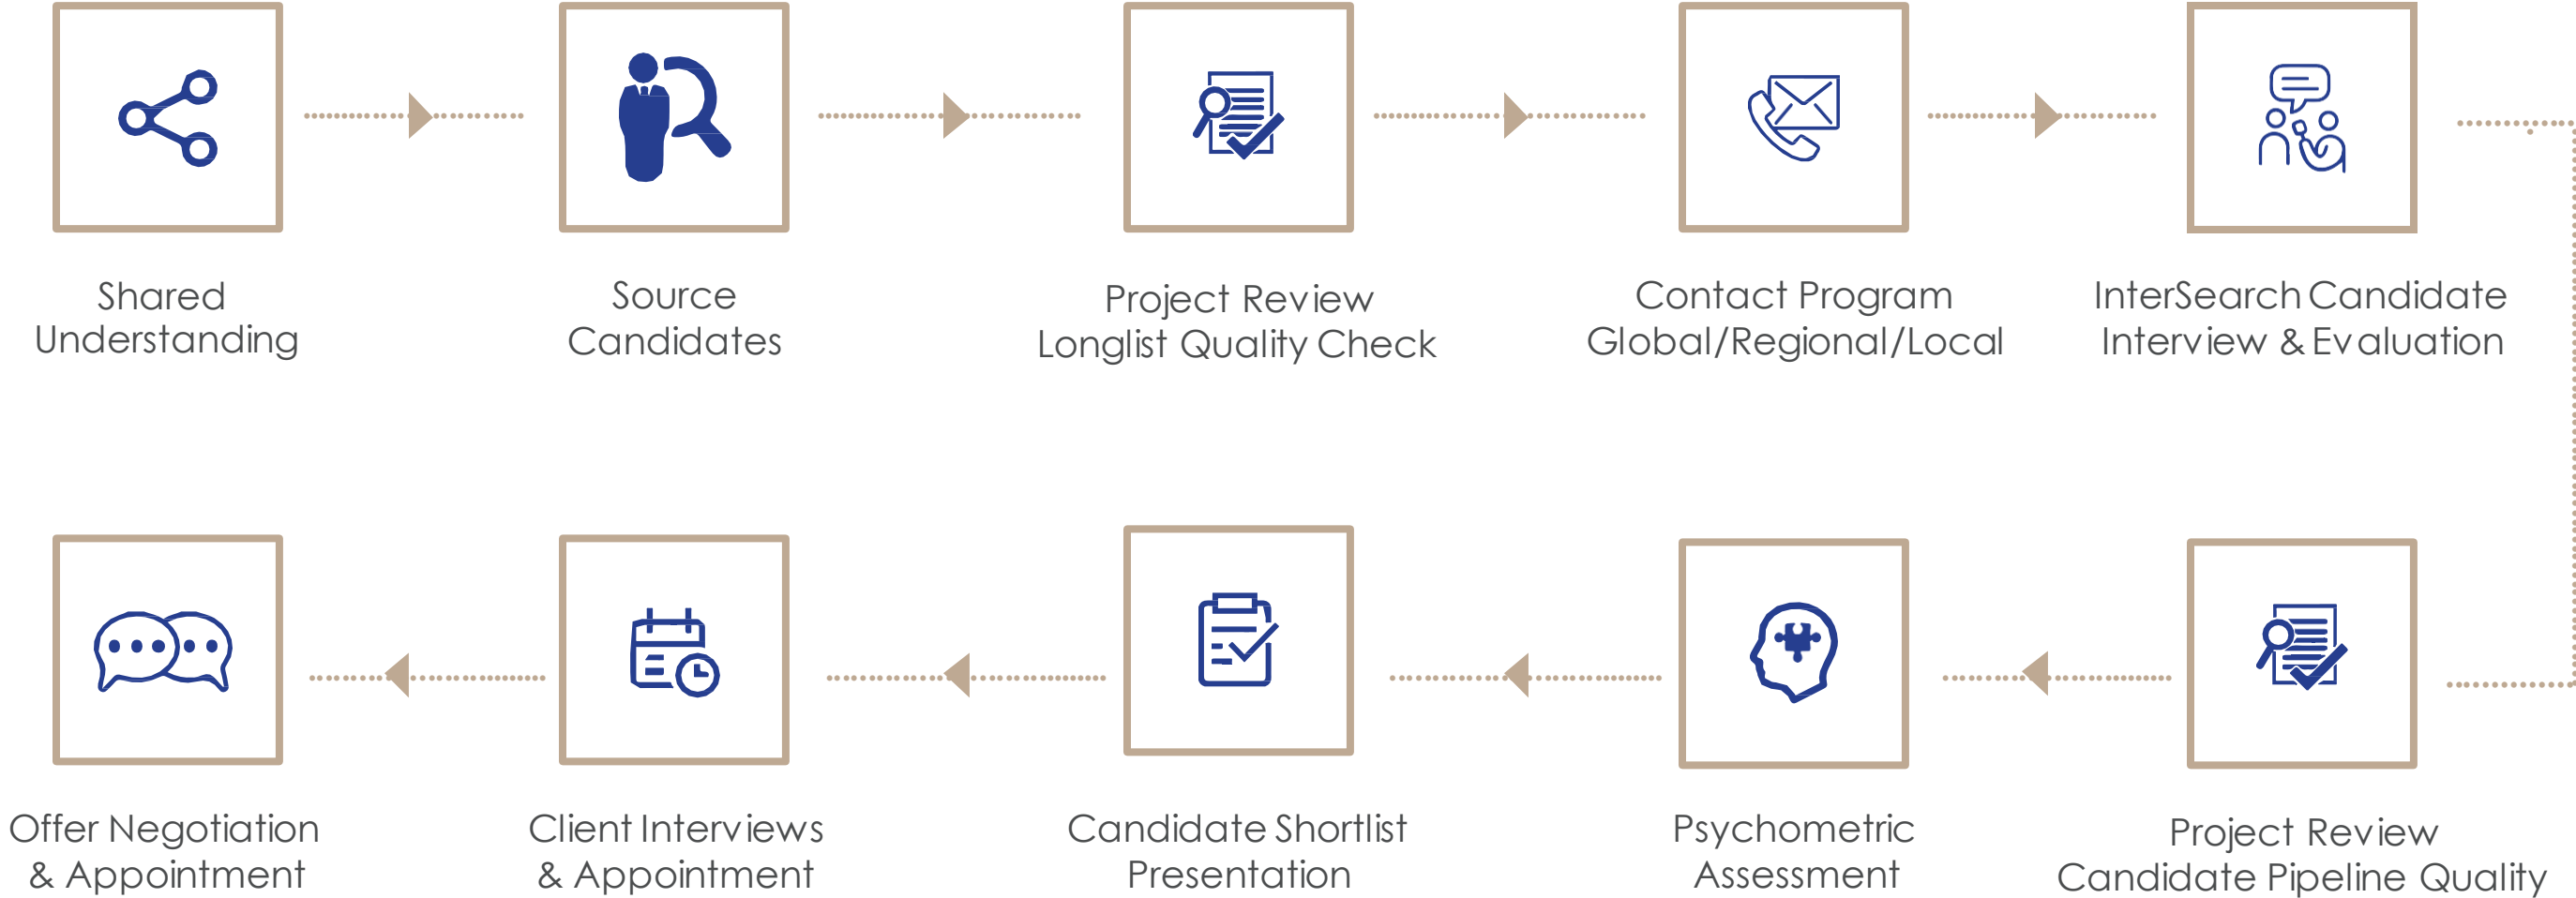 Shared
Understanding
Source
Candidates
Project Review
Longlist Quality Check
Contact Program
Global/Regional/Local
InterSearch Candidate
Interview & Evaluation
Offer Negotiation
& Appointment
Client Interviews
& Appointment
Candidate Shortlist
Presentation
Psychometric
Assessment
Project Review
Candidate Pipeline Quality